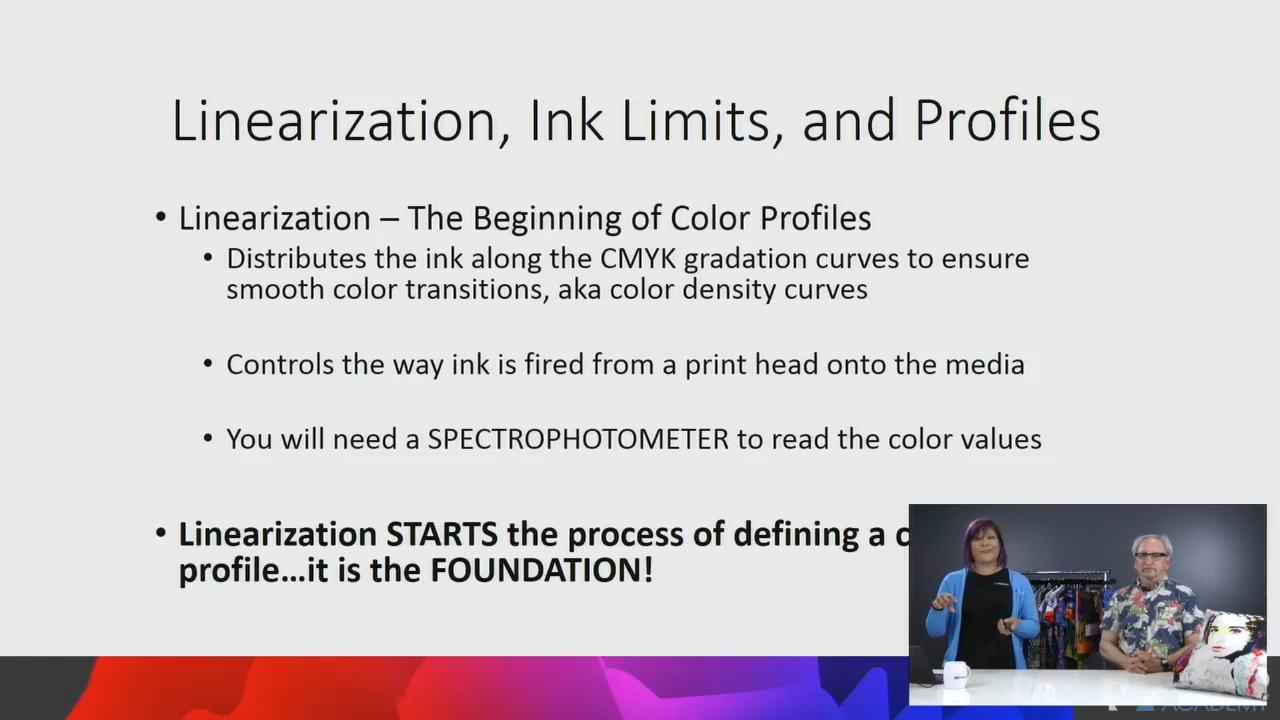 Linearization, Ink Limits, and Profiles
• Linearization – The Beginning of Color Profiles
• Distributes the ink along the CMYK gradation curves to ensure
smooth color transitions, aka color density curves
• Controls the way ink is fired from a print head onto the media
• You will need a SPECTROPHOTOMETER to read the color values
• Linearization STARTS the process of defining a
profile...it is the FOUNDATION!
ACADEMY